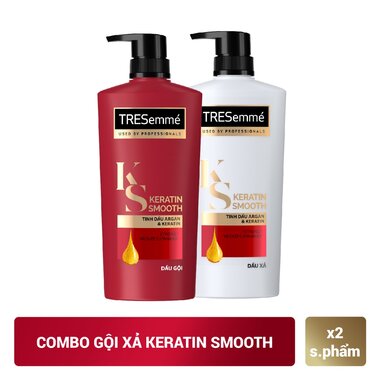 TRESemmé
USED BY PROFESSIONALS
KS
KERATIN
SMOOTH
TINH DẦU ARGAN
& KERATIN
DẦU GỘI
TRESemmé
USED BY PROFESSIONALS
KS
KERATIN
SMOOTH
TINH DẦU ARGAN
& KERATIN
DẦU XẢ
COMBO GỘI XẢ KERATIN SMOOTH
x2
s.phẩm